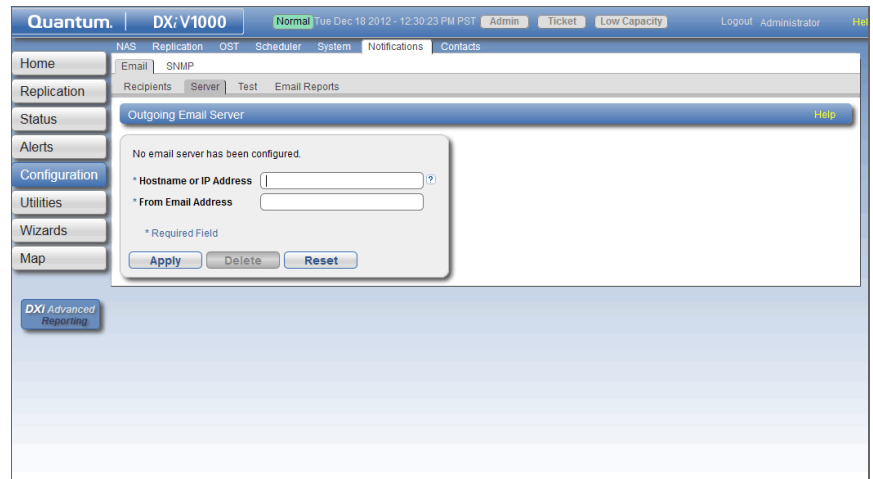 Quantum. DXi V1000 Normal Tue Dec 18 2012 - 12:30:23 PM PST Admin Ticket Low Capacity Logout Administrator Hel
NAS Replication OST Scheduler System Notifications Contacts
Home
Email SNMP
Replication
Recipients Server Test Email Reports
Status
Outgoing Email Server Help
Alerts
No email server has been configured.
Configuration
* Hostname or IP Address ?
Utilities
* From Email Address
Wizards
* Required Field
Map
Apply Delete Reset
DXi Advanced
Reporting